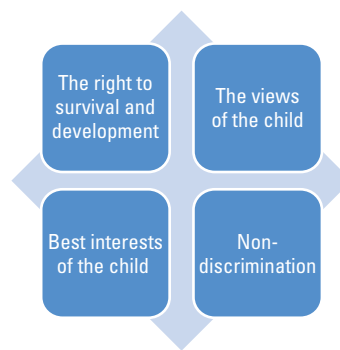 The right to
survival and
development
The views
of the child
Best interests
of the child
Non-
discrimination